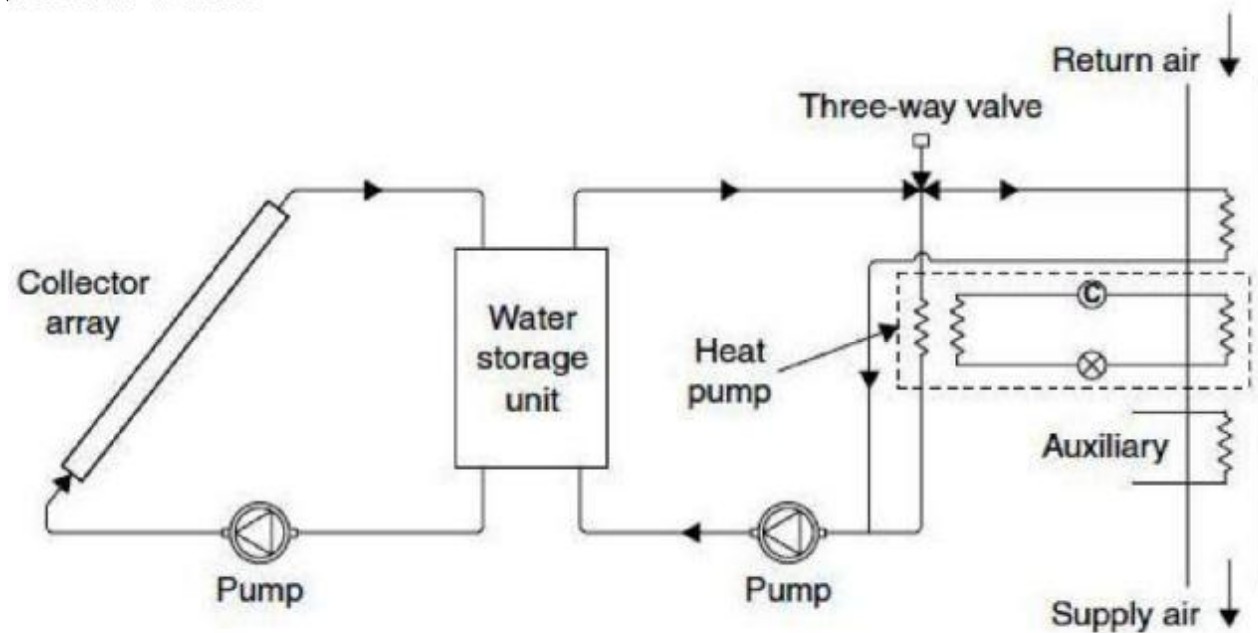 Return air
Three-way valve
Collector
array
Water
storage
unit
Heat
pump
C
Auxiliary
Pump
Pump
Supply air